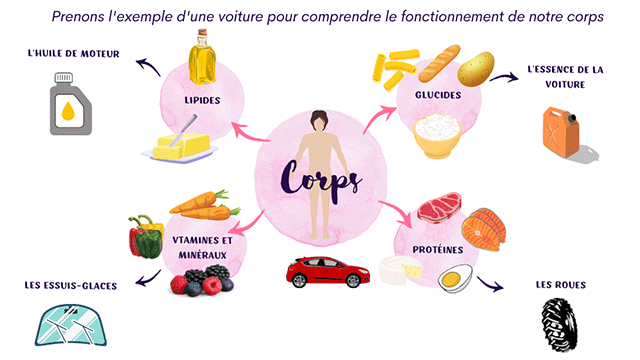 Prenons l'exemple d'une voiture pour comprendre le fonctionnement de notre corps
L'HUILE DE MOTEUR
LIPIDES
GLUCIDES
L'ESSENCE DE LA
VOITURE
Corps
VTAMINES ET
MINÉRAUX
PROTÉINES
LES ESSUIS-GLACES
LES ROUES